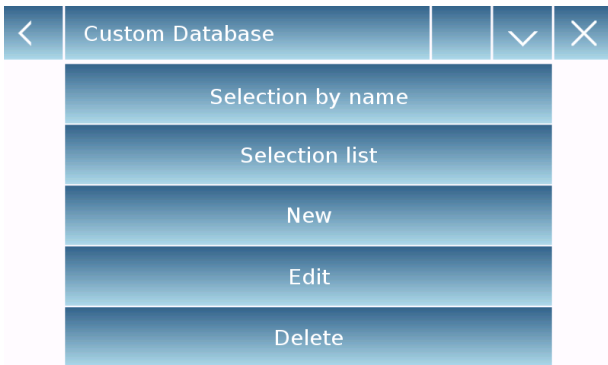 Custom Database
Selection by name
Selection list
New
Edit
Delete